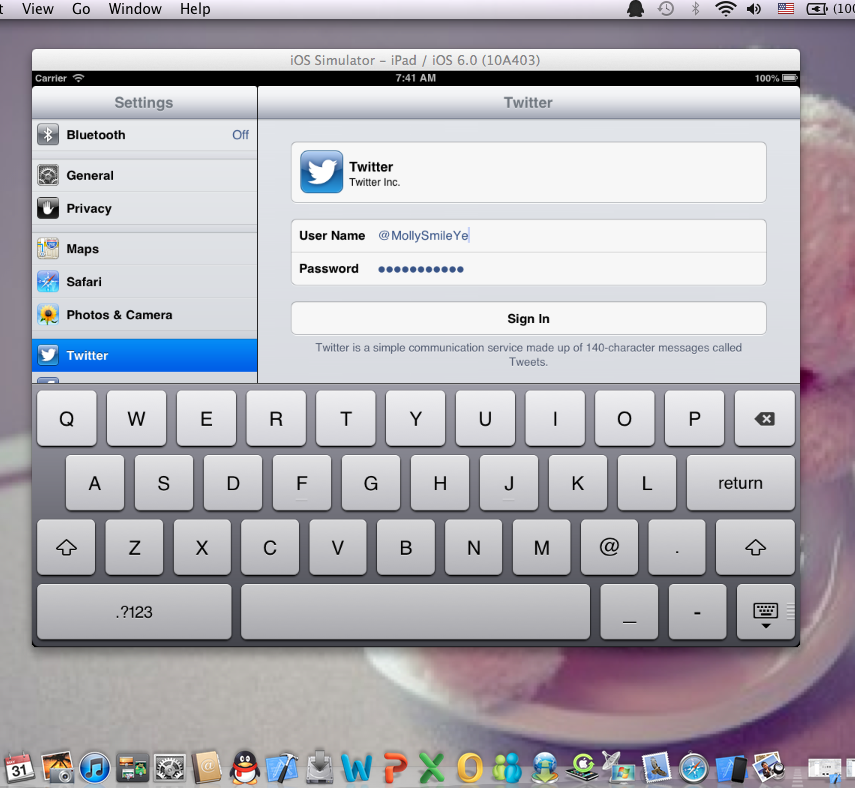 View Go Window Help (100
iOS Simulator – iPad / iOS 6.0 (10A403)
Carrier 7:41 AM 100%
Settings Twitter
Bluetooth Off
General
Privacy
Maps
Safari
Photos & Camera
Twitter
Twitter
Twitter Inc.
User Name @MollySmileYe
Password
Sign In
Twitter is a simple communication service made up of 140-character messages called
Tweets.
Q W E R T Y U I O P
A S D F G H J K L return
Z X C V B N M @ .
.?123 _ -
31
W P X O